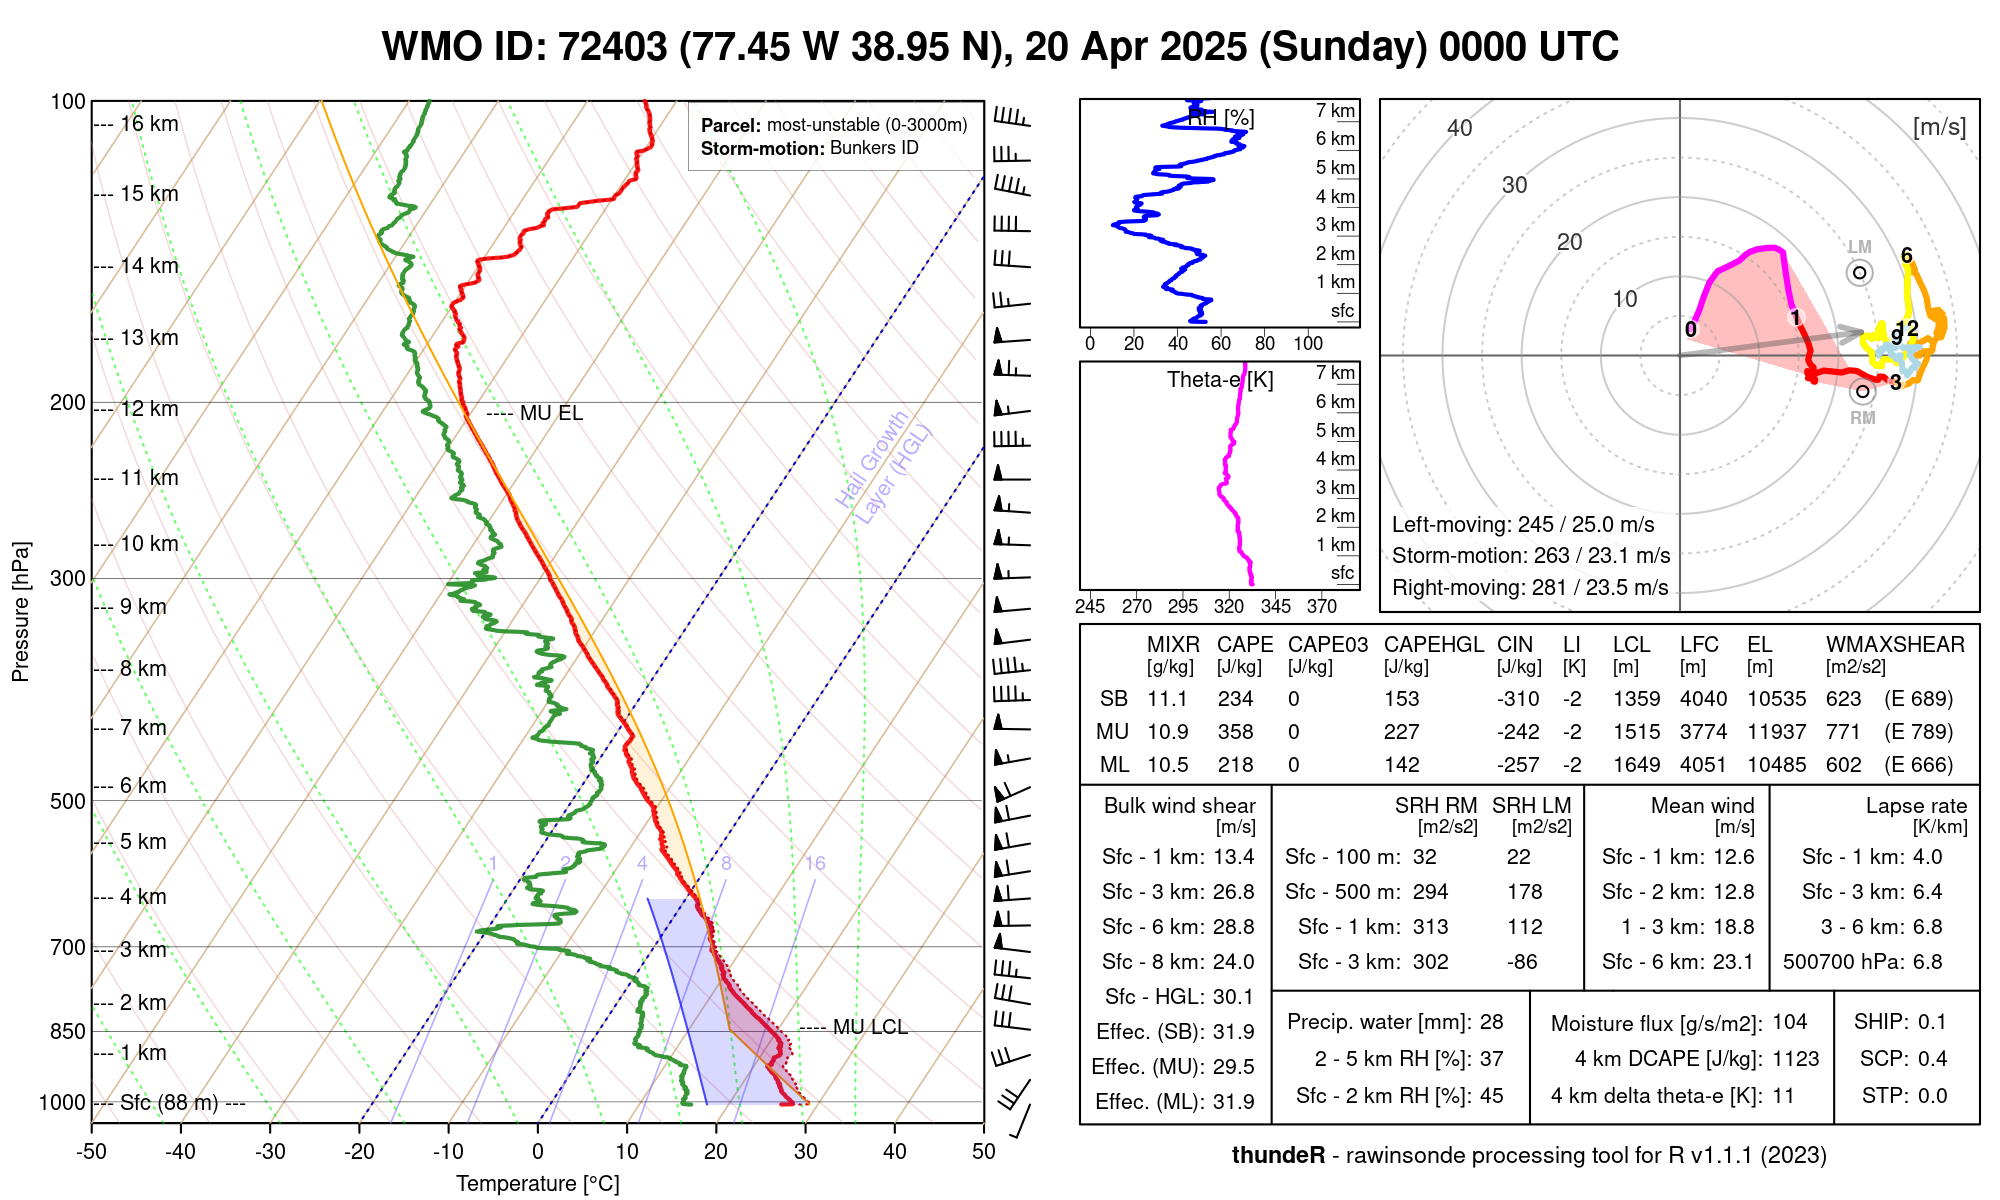 WMO ID: 72403 (77.45 W 38.95 N), 20 Apr 2025 (Sunday) 0000 UTC
Pressure [hPa]
100
200
300
500
700
850
1000
--- 16 km
--- 15 km
--- 14 km
--- 13 km
--- 12 km
--- 11 km
--- 10 km
--- 9 km
--- 8 km
--- 7 km
--- 6 km
--- 5 km
--- 4 km
--- 3 km
--- 2 km
--- 1 km
--- Sfc (88 m) ---
Parcel: most-unstable (0-3000m)
Storm-motion: Bunkers ID
---- MU EL
Hail Growth
Layer (HGL)
1 2 4 8 16
---- MU LCL
-50 -40 -30 -20 -10 0 10 20 30 40 50
Temperature [°C]
RH [%]
7 km
6 km
5 km
4 km
3 km
2 km
1 km
sfc
0 20 40 60 80 100
Theta-e [K]
7 km
6 km
5 km
4 km
3 km
2 km
1 km
sfc
245 270 295 320 345 370
[m/s]
40
30
20
10
LM
6
0
1
12
9
3
RM
Left-moving: 245 / 25.0 m/s
Storm-motion: 263 / 23.1 m/s
Right-moving: 281 / 23.5 m/s
MIXR CAPE CAPE03 CAPEHGL CIN LI LCL LFC EL WMAXSHEAR
[g/kg] [J/kg] [J/kg] [J/kg] [J/kg] [K] [m] [m] [m] [m2/s2]
SB 11.1 234 0 153 -310 -2 1359 4040 10535 623 (E 689)
MU 10.9 358 0 227 -242 -2 1515 3774 11937 771 (E 789)
ML 10.5 218 0 142 -257 -2 1649 4051 10485 602 (E 666)
Bulk wind shear
[m/s]
Sfc - 1 km: 13.4
Sfc - 3 km: 26.8
Sfc - 6 km: 28.8
Sfc - 8 km: 24.0
Sfc - HGL: 30.1
Effec. (SB): 31.9
Effec. (MU): 29.5
Effec. (ML): 31.9
SRH RM SRH LM
[m2/s2] [m2/s2]
Sfc - 100 m: 32 22
Sfc - 500 m: 294 178
Sfc - 1 km: 313 112
Sfc - 3 km: 302 -86
Mean wind
[m/s]
Sfc - 1 km: 12.6
Sfc - 2 km: 12.8
1 - 3 km: 18.8
Sfc - 6 km: 23.1
Lapse rate
[K/km]
Sfc - 1 km: 4.0
Sfc - 3 km: 6.4
3 - 6 km: 6.8
500700 hPa: 6.8
Precip. water [mm]: 28
2 - 5 km RH [%]: 37
Sfc - 2 km RH [%]: 45
Moisture flux [g/s/m2]: 104
4 km DCAPE [J/kg]: 1123
4 km delta theta-e [K]: 11
SHIP: 0.1
SCP: 0.4
STP: 0.0
thundeR - rawinsonde processing tool for R v1.1.1 (2023)